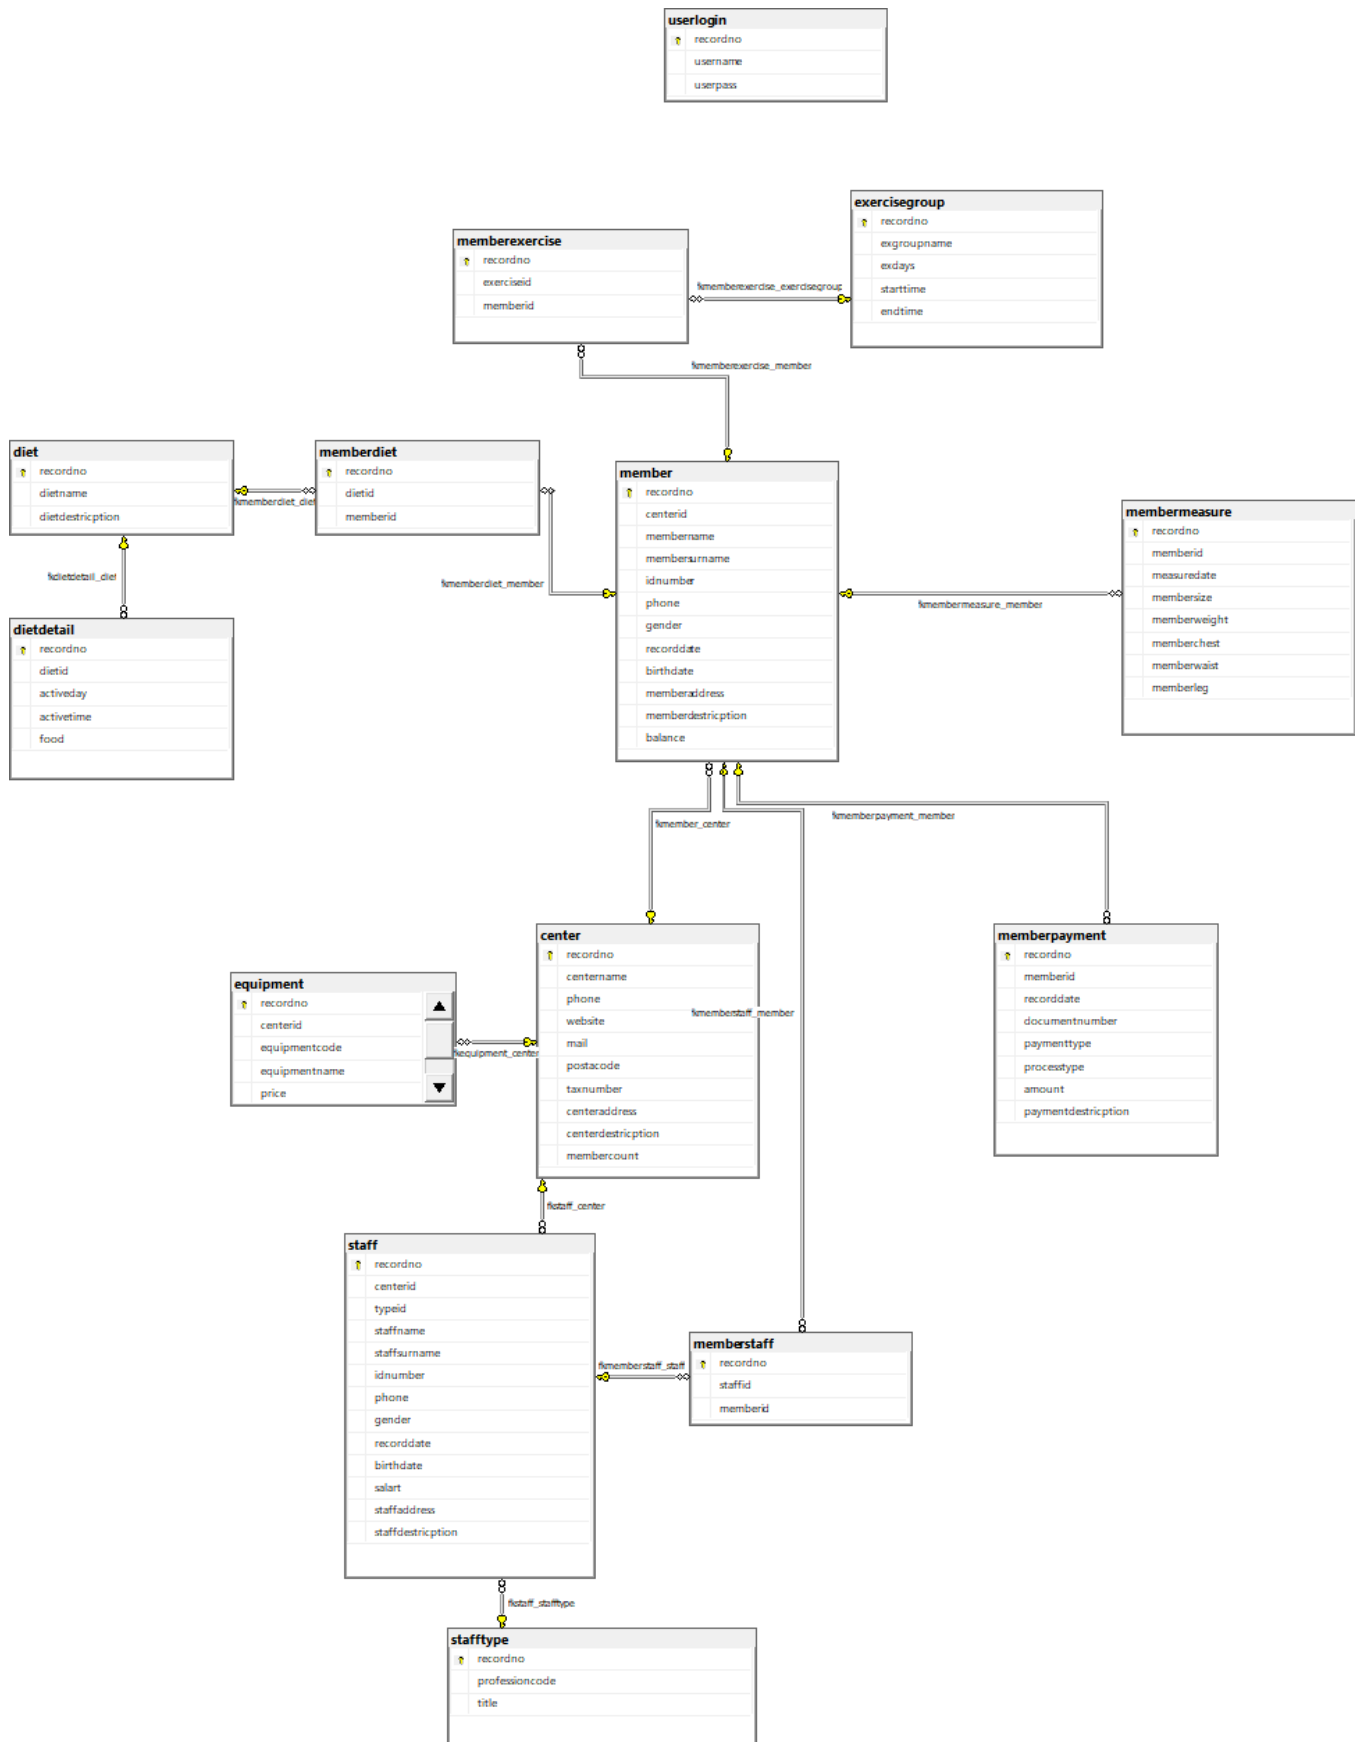 userlogin
recordno
username
userpass
exercisegroup
recordno
exgroupname
exdays
starttime
endtime
memberexercise
recordno
exerciseid
memberid
fkmemberexercise_exercisegroup
fkmemberexercise_member
diet
recordno
dietname
dietdestricption
memberdiet
recordno
dietid
memberid
fkmemberdiet_diet
fkmemberdiet_member
fkdietdetail_diet
dietdetail
recordno
dietid
activeday
activetime
food
member
recordno
centerid
membername
membersurname
idnumber
phone
gender
recorddate
birthdate
memberaddress
memberdestricption
balance
membermeasure
recordno
memberid
measuredate
membersize
memberweight
memberchest
memberwaist
memberleg
fkmembermeasure_member
fkmember_center
fkmemberpayment_member
fkmemberstaff_member
equipment
recordno
centerid
equipmentcode
equipmentname
price
fkequipment_center
center
recordno
centername
phone
website
mail
postacode
taxnumber
centeraddress
centerdestricption
membercount
memberpayment
recordno
memberid
recorddate
documentnumber
paymenttype
processtype
amount
paymentdestricption
fkstaff_center
staff
recordno
centerid
typeid
staffname
staffsurname
idnumber
phone
gender
recorddate
birthdate
salart
staffaddress
staffdestricption
fkmemberstaff_staff
memberstaff
recordno
staffid
memberid
fkstaff_stafftype
stafftype
recordno
professioncode
title